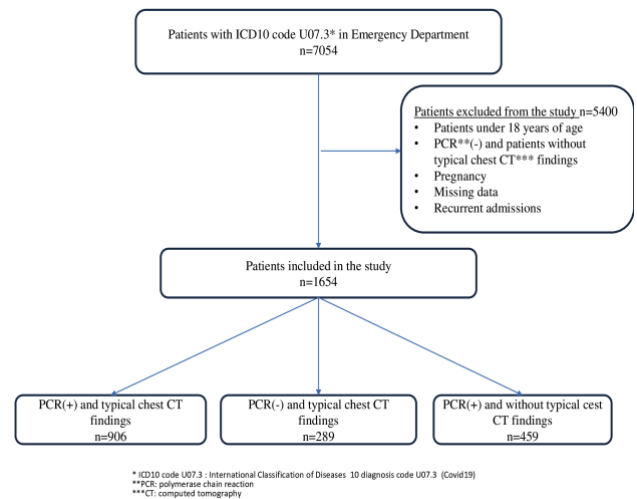 Patients with ICD10 code U07.3* in Emergency Department
n=7054
Patients excluded from the study n=5400
• Patients under 18 years of age
• PCR**(-) and patients without
typical chest CT*** findings
• Pregnancy
• Missing data
• Recurrent admissions
Patients included in the study
n=1654
PCR(+) and typical chest CT
findings
n=906
PCR(-) and typical chest CT
findings
n=289
PCR(+) and without typical cest
CT findings
n=459
* ICD10 code U07.3 : International Classification of Diseases 10 diagnosis code U07.3 (Covid19)
**PCR: polymerse chain reaction
***CT: computed tomography